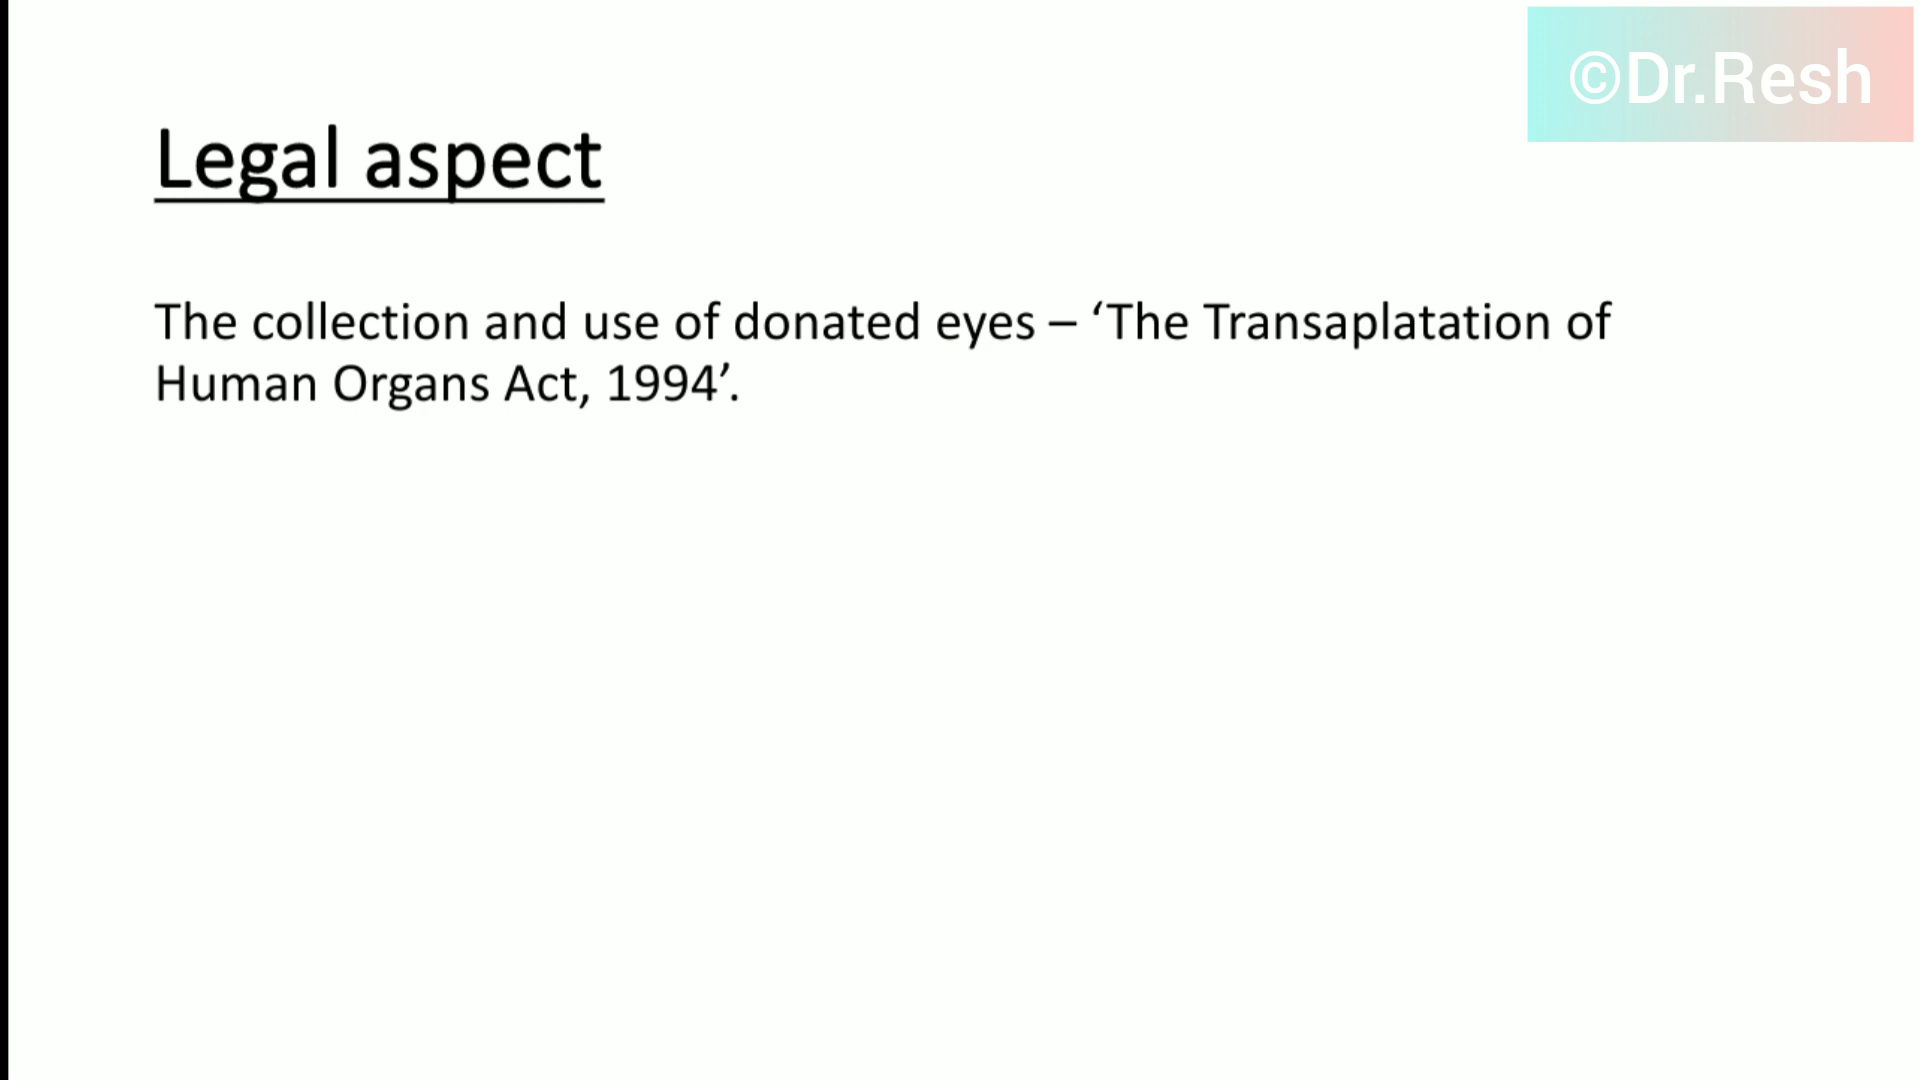 ©Dr.Resh
Legal aspect
The collection and use of donated eyes – ‘The Transaplatation of
Human Organs Act, 1994’.